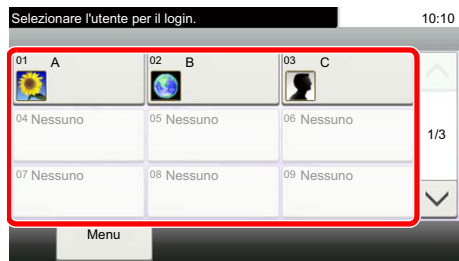 Selezionare l'utente per il login. 10:10
01 A 02 B 03 C
04 Nessuno 05 Nessuno 06 Nessuno
1/3
07 Nessuno 08 Nessuno 09 Nessuno
Menu